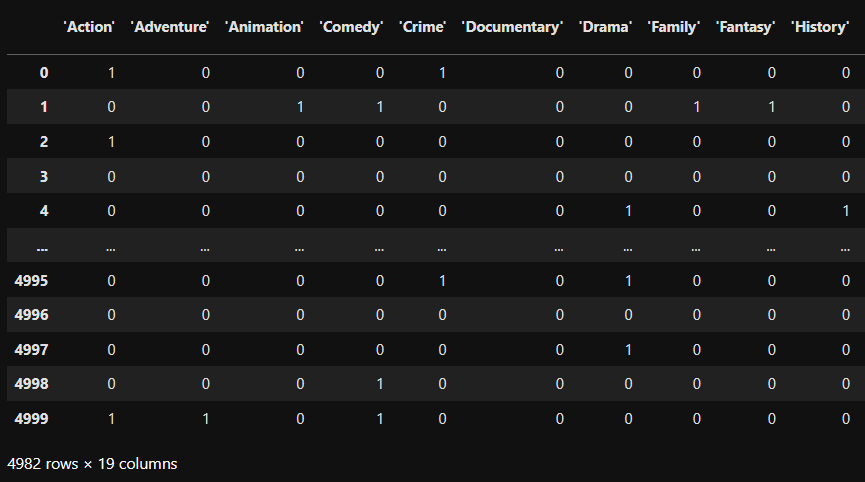 'Action' 'Adventure' 'Animation' 'Comedy' 'Crime' 'Documentary' 'Drama' 'Family' 'Fantasy' 'History'
0 1 0 0 0 1 0 0 0 0 0
1 0 0 1 1 0 0 0 1 1 0
2 1 0 0 0 0 0 0 0 0 0
3 0 0 0 0 0 0 0 0 0 0
4 0 0 0 0 0 0 1 0 0 1
... ... ... ... ... ... ... ... ... ... ...
4995 0 0 0 0 1 0 1 0 0 0
4996 0 0 0 0 0 0 0 0 0 0
4997 0 0 0 0 0 0 1 0 0 0
4998 0 0 0 1 0 0 0 0 0 0
4999 1 1 0 1 0 0 0 0 0 0
4982 rows × 19 columns